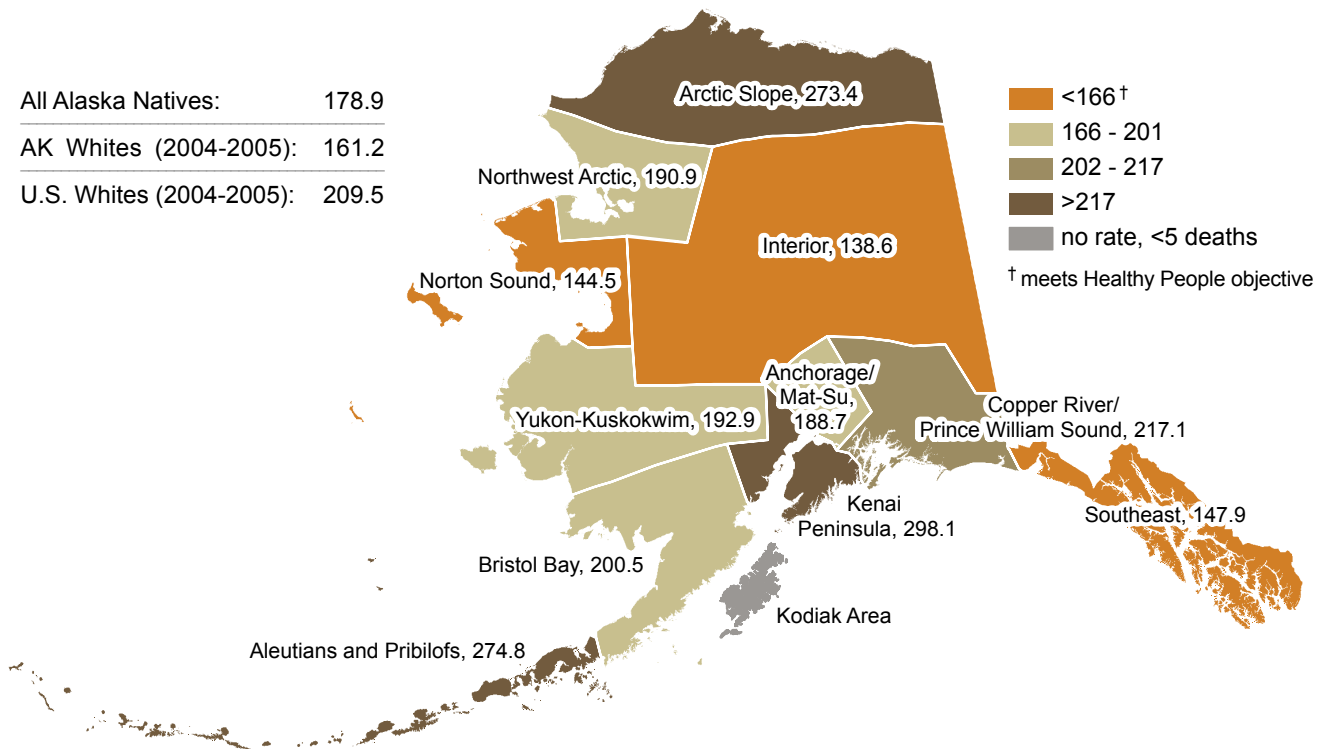 All Alaska Natives: 178.9
AK Whites (2004-2005): 161.2
U.S. Whites (2004-2005): 209.5
<166†
166 - 201
202 - 217
>217
no rate, <5 deaths
† meets Healthy People objective
Arctic Slope, 273.4
Northwest Arctic, 190.9
Interior, 138.6
Norton Sound, 144.5
Anchorage/
Mat-Su,
188.7
Yukon-Kuskokwim, 192.9
Copper River/
Prince William Sound, 217.1
Kenai
Peninsula, 298.1
Southeast, 147.9
Bristol Bay, 200.5
Kodiak Area
Aleutians and Pribilofs, 274.8